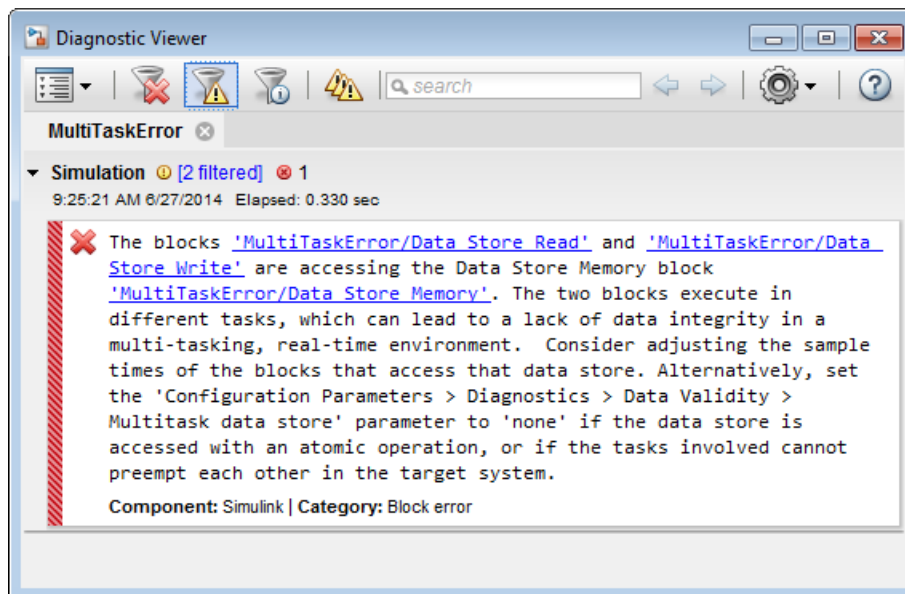 Diagnostic Viewer
search
MultiTaskError
Simulation [2 filtered] 1
9:25:21 AM 6/27/2014 Elapsed: 0.330 sec
The blocks 'MultiTaskError/Data Store Read' and 'MultiTaskError/Data
Store Write' are accessing the Data Store Memory block
'MultiTaskError/Data Store Memory'. The two blocks execute in
different tasks, which can lead to a lack of data integrity in a
multi-tasking, real-time environment.  Consider adjusting the sample
times of the blocks that access that data store. Alternatively, set
the 'Configuration Parameters > Diagnostics > Data Validity >
Multitask data store' parameter to 'none' if the data store is
accessed with an atomic operation, or if the tasks involved cannot
preempt each other in the target system.
Component: Simulink | Category: Block error